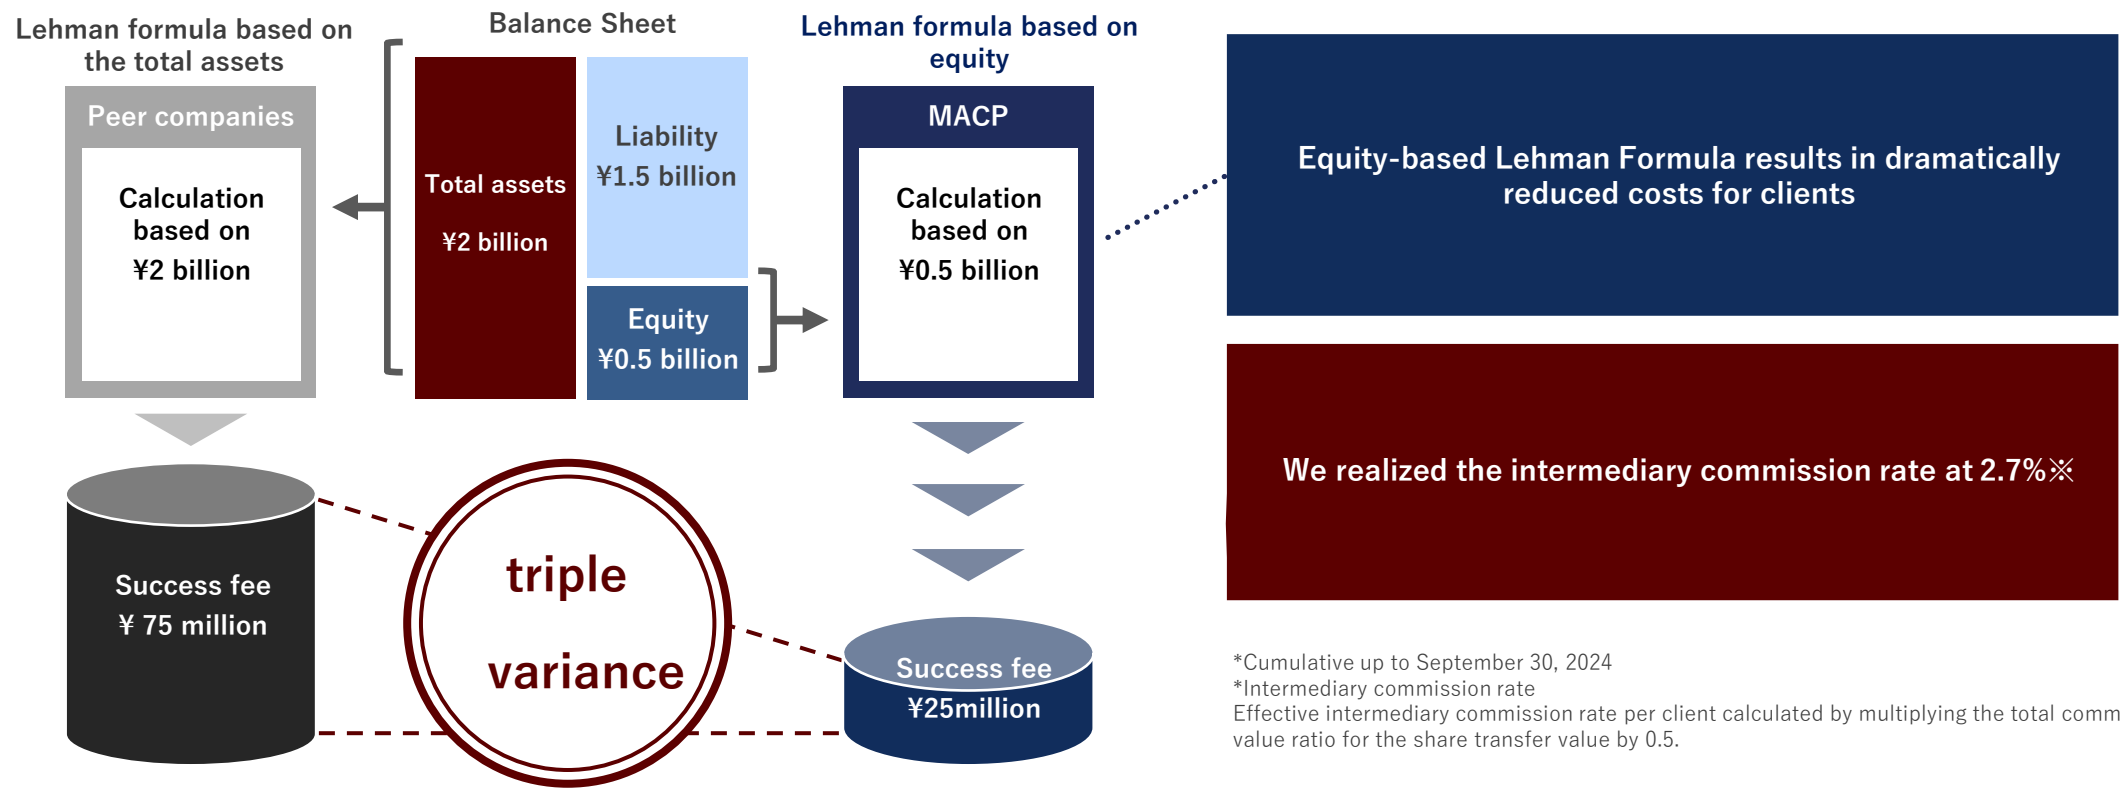 Lehman formula based on
the total assets
Peer companies
Calculation
based on
¥2 billion
Success fee
¥ 75 million
Balance Sheet
Total assets
¥2 billion
Liability
¥1.5 billion
Equity
¥0.5 billion
triple
variance
Lehman formula based on
equity
MACP
Calculation
based on
¥0.5 billion
Success fee
¥25million
Equity-based Lehman Formula results in dramatically
reduced costs for clients
We realized the intermediary commission rate at 2.7%※
*Cumulative up to September 30, 2024
*Intermediary commission rate
Effective intermediary commission rate per client calculated by multiplying the total comm
value ratio for the share transfer value by 0.5.